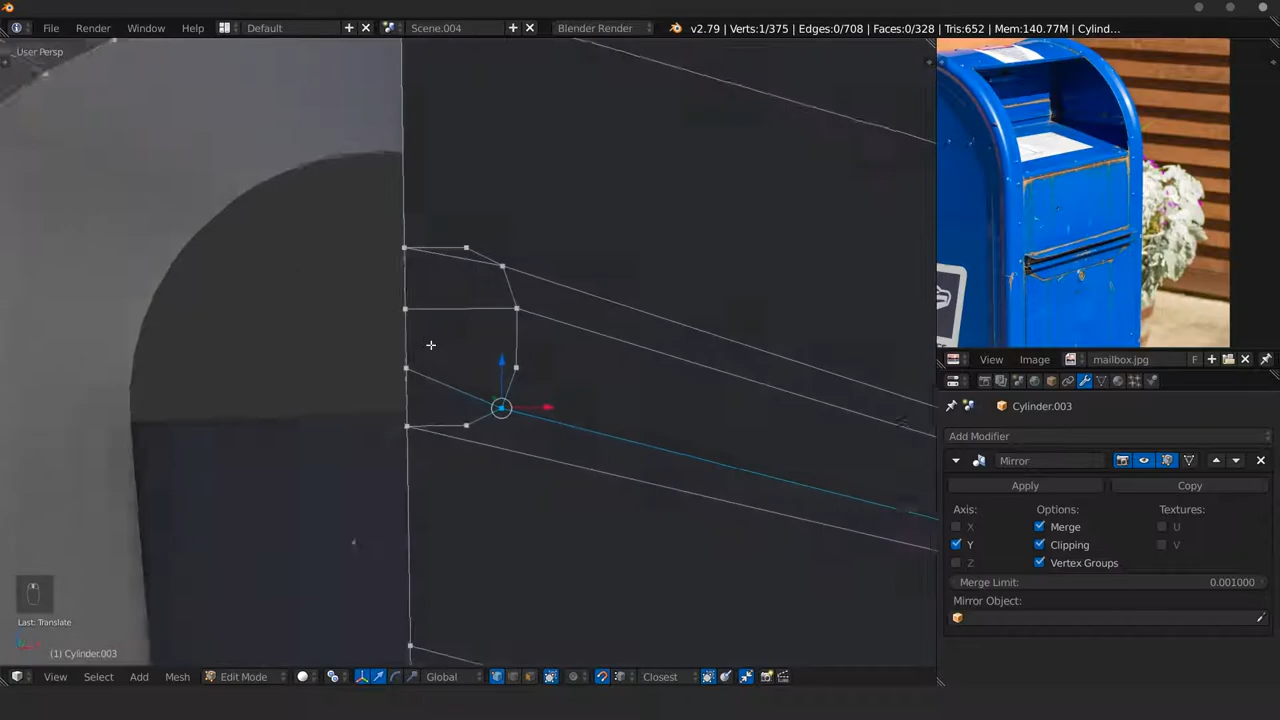 File Render Window Help Default Scene.004 Blender Render v2.79 | Verts:1/375 | Edges:0/708 | Faces:0/328 | Tris:652 | Mem:140.77M | Cylind...
User Persp
View Image mailbox.jpg F
Cylinder.003
Add Modifier
Mirror
Apply Copy
Axis: Options: Textures:
X Merge U
Y Clipping V
Z Vertex Groups
Merge Limit: 0.001000
Mirror Object:
Last: Translate
(1) Cylinder.003
View Select Add Mesh Edit Mode Global Closest